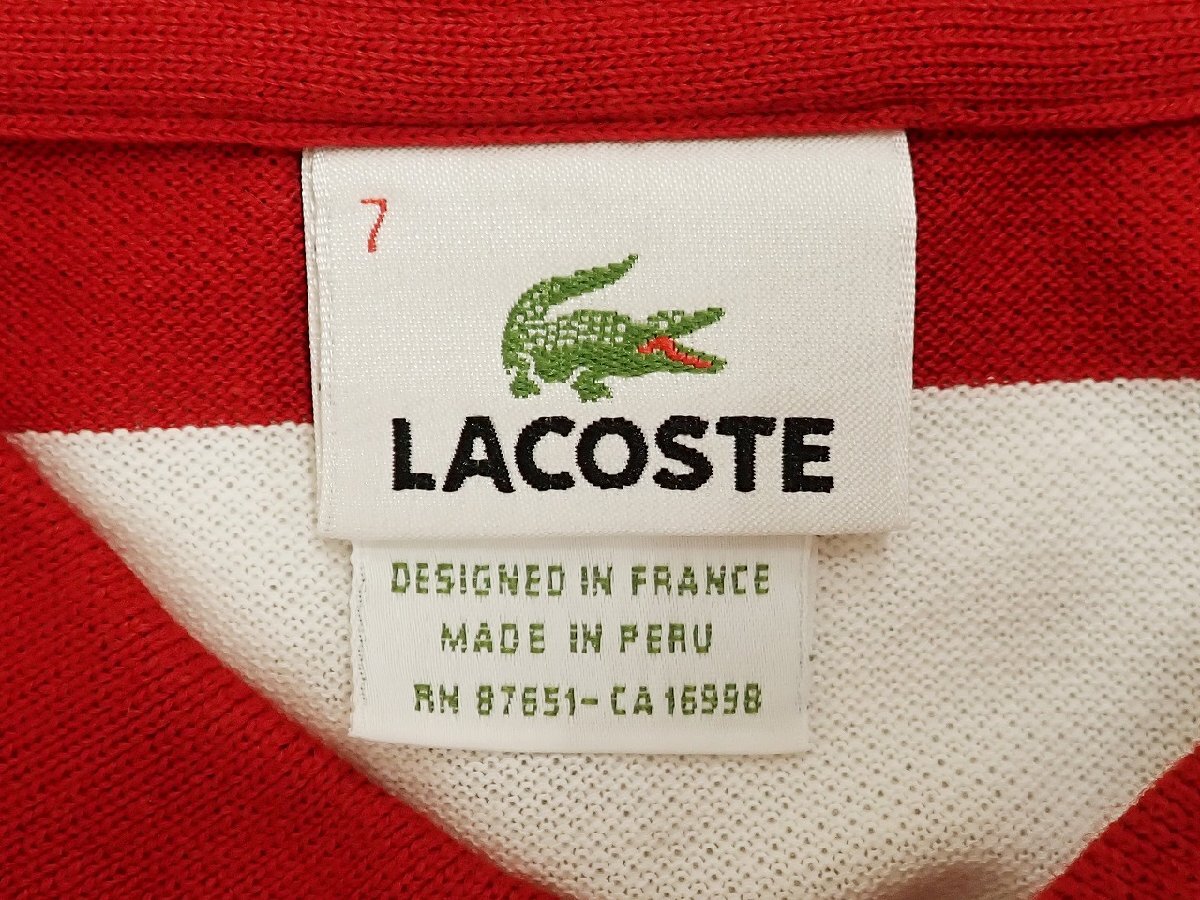 7
LACOSTE
DESIGNED IN FRANCE
MADE IN PERU
RN 87651-CA 16998